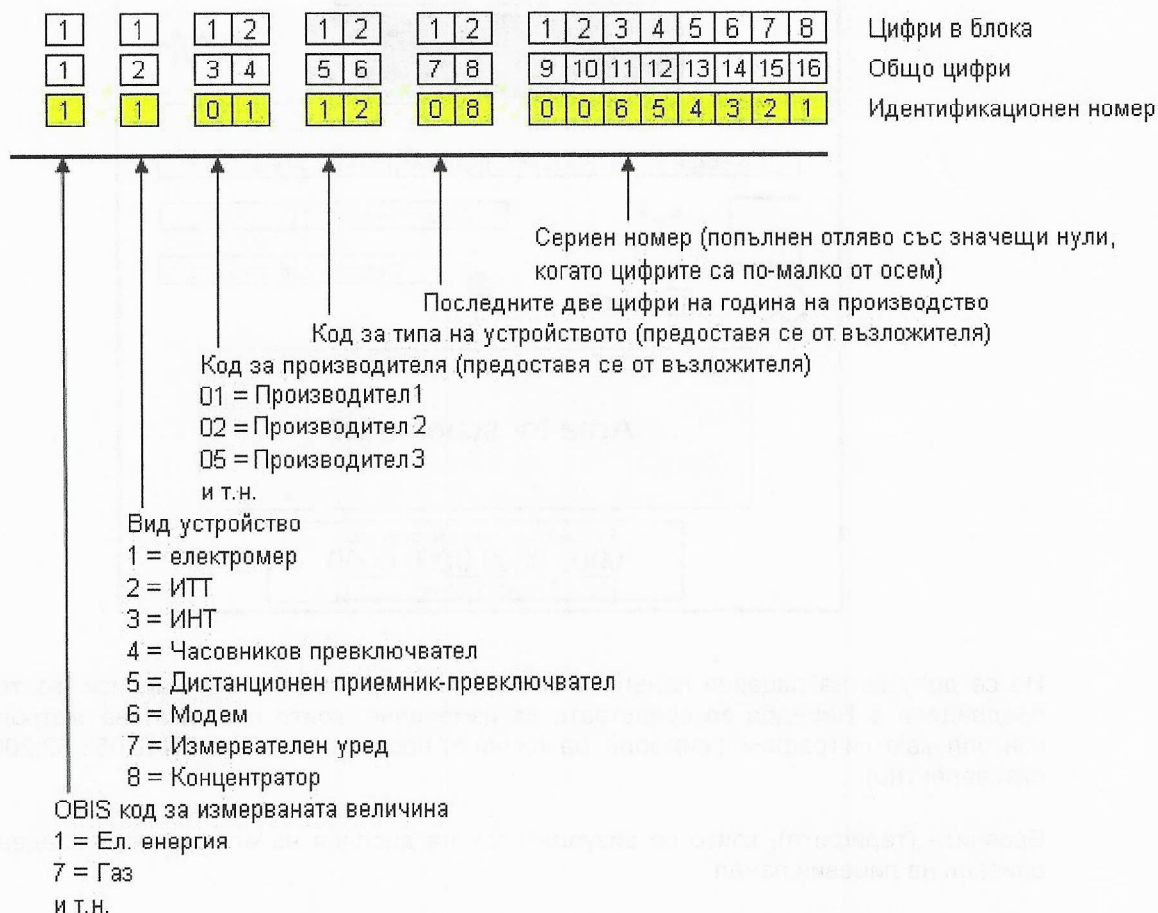 1 1 1 2 1 2 1 2 1 2 3 4 5 6 7 8 Цифри в блока
1 2 3 4 5 6 7 8 9 10 11 12 13 14 15 16 Общо цифри
1 1 0 1 1 2 0 8 0 0 6 5 4 3 2 1 Идентификационен номер
Сериен номер (попълнен отляво със значещи нули,
когато цифрите са по-малко от осем)
Последните две цифри на година на производство
Код за типа на устройството (предоставя се от възложителя)
Код за производителя (предоставя се от възложителя)
01 = Производител1
02 = Производител2
05 = Производител3
и т.н.
Вид устройство
1 = електромер
2 = ИТТ
3 = ИНТ
4 = Часовников превключвател
5 = Дистанционен приемник-превключвател
6 = Модем
7 = Измервателен уред
8 = Концентратор
OBIS код за измерваната величина
1 = Ел. енергия
7 = Газ
и т.н.